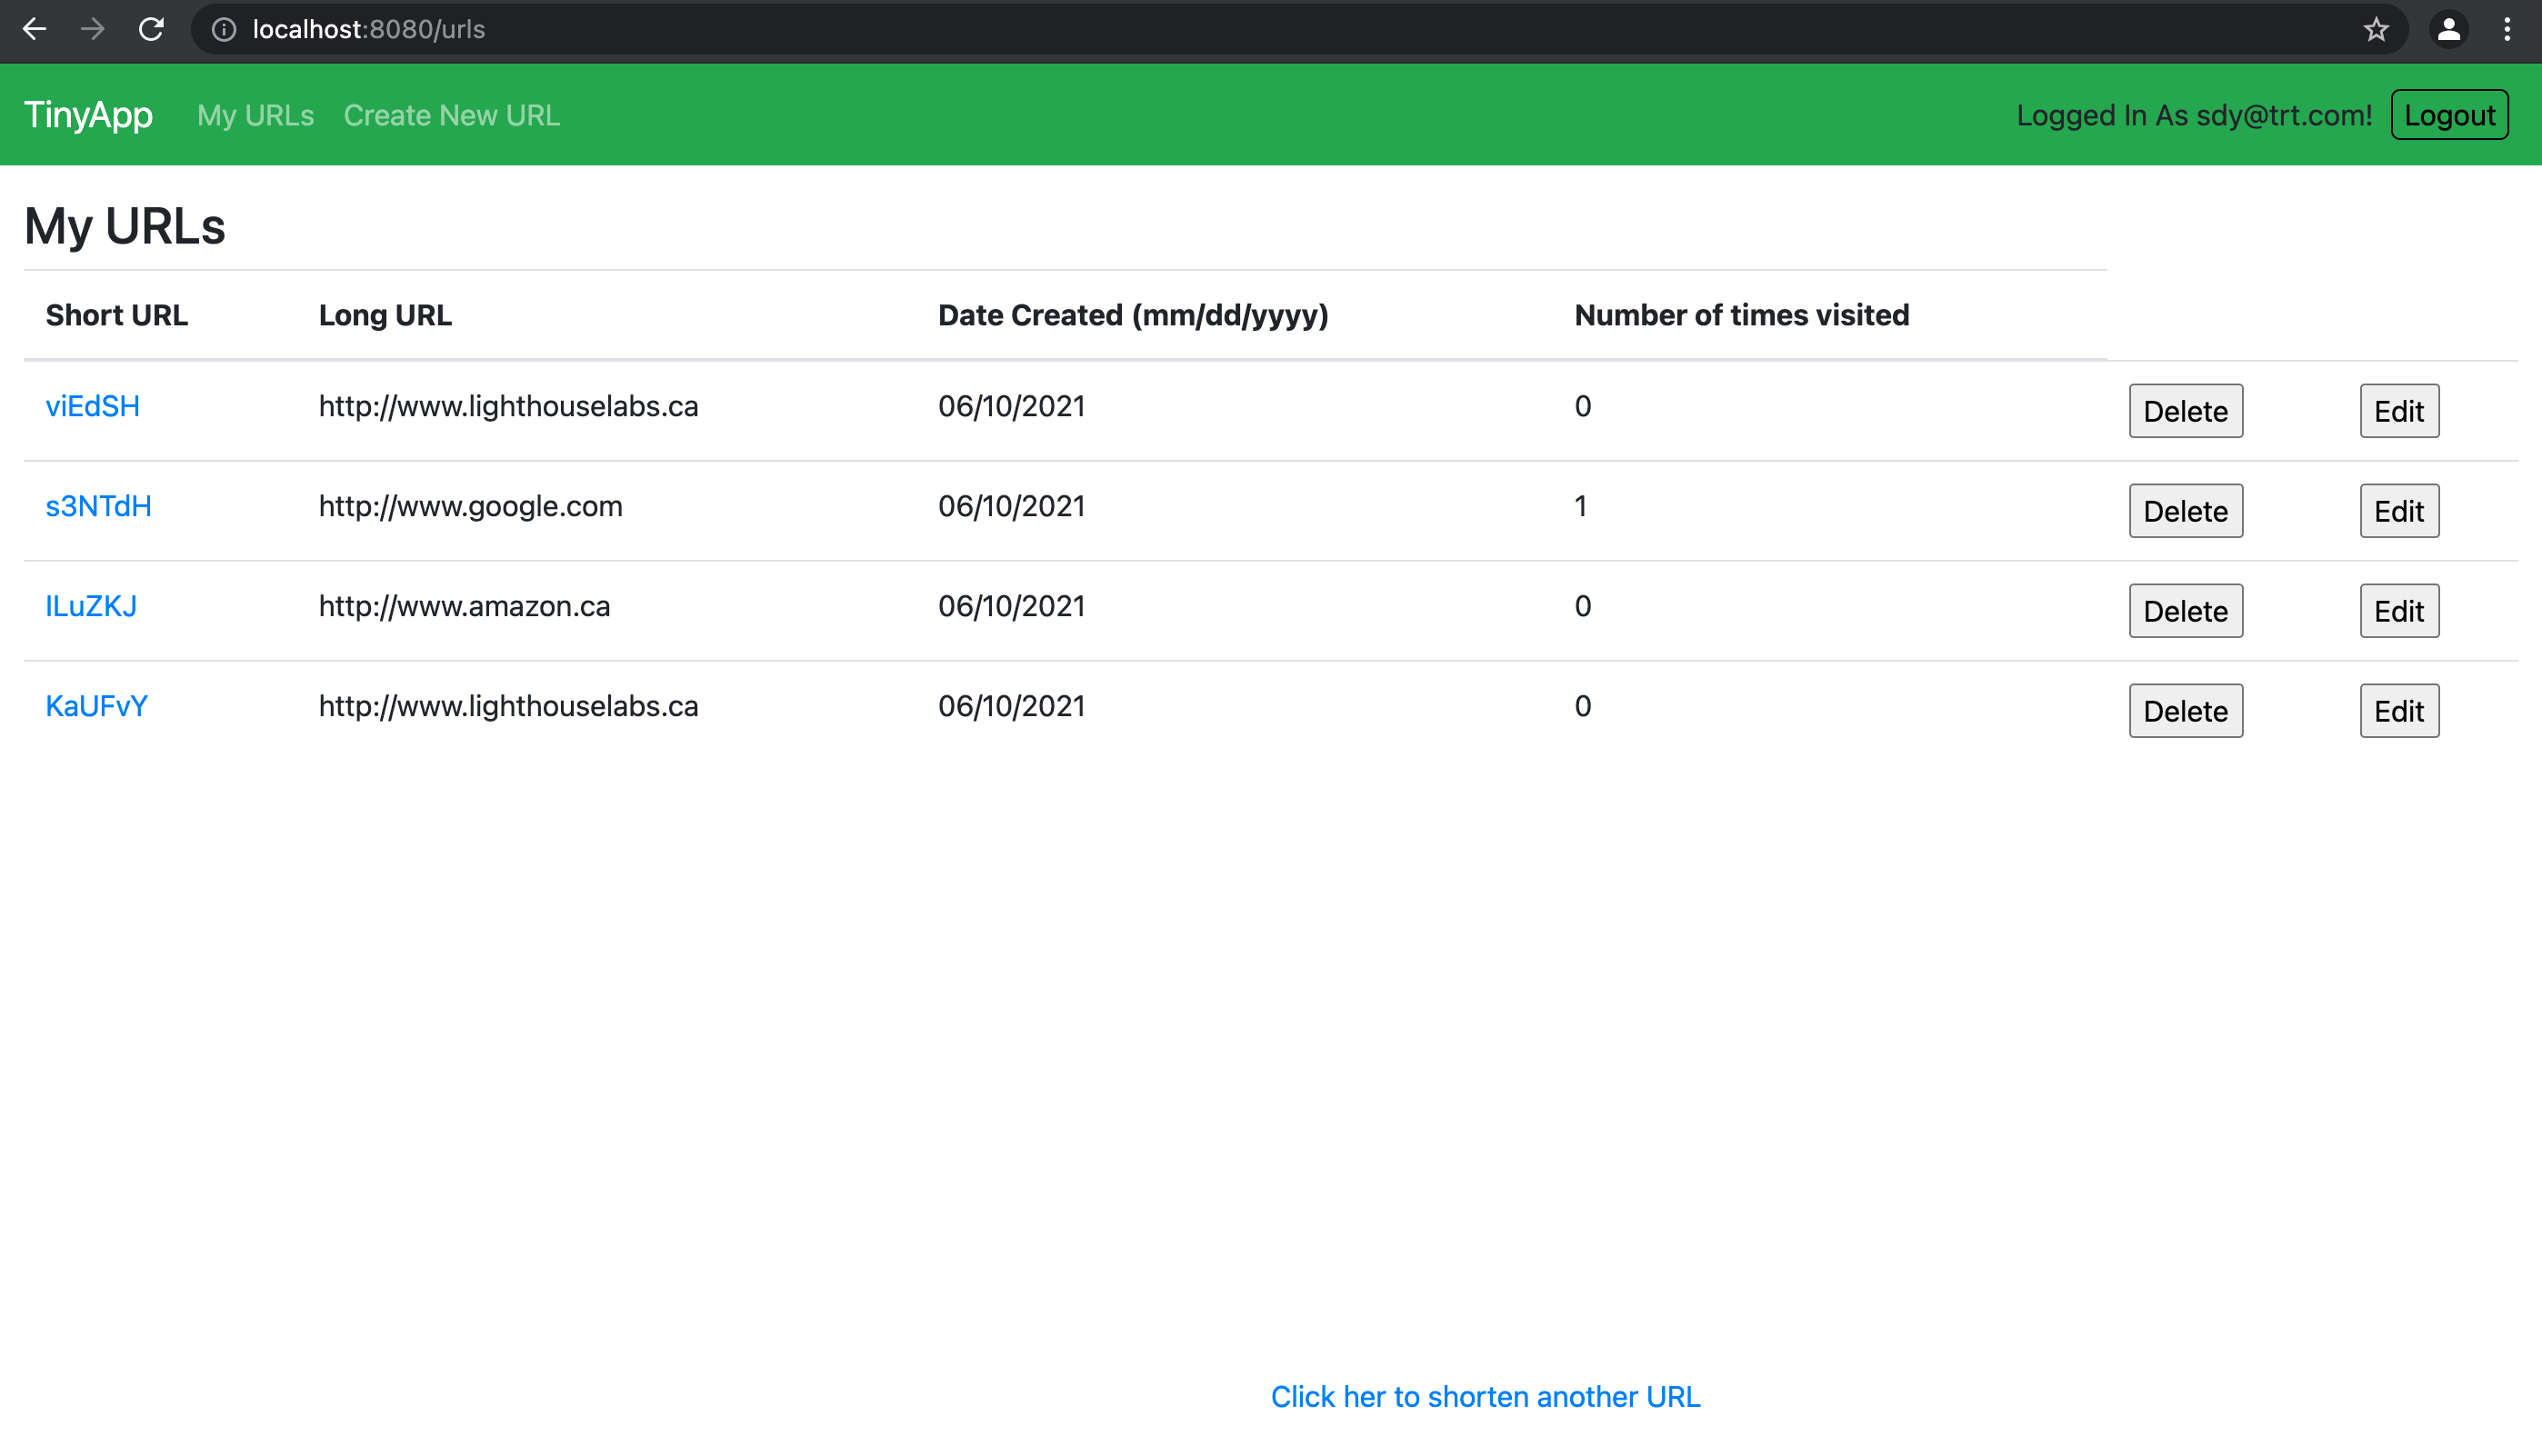 localhost:8080/urls
TinyApp My URLs Create New URL Logged In As sdy@trt.com! Logout
My URLs
Short URL Long URL Date Created (mm/dd/yyyy) Number of times visited
viEdSH http://www.lighthouselabs.ca 06/10/2021 0 Delete Edit
s3NTdH http://www.google.com 06/10/2021 1 Delete Edit
lLuZKJ http://www.amazon.ca 06/10/2021 0 Delete Edit
KaUFvY http://www.lighthouselabs.ca 06/10/2021 0 Delete Edit
Click her to shorten another URL